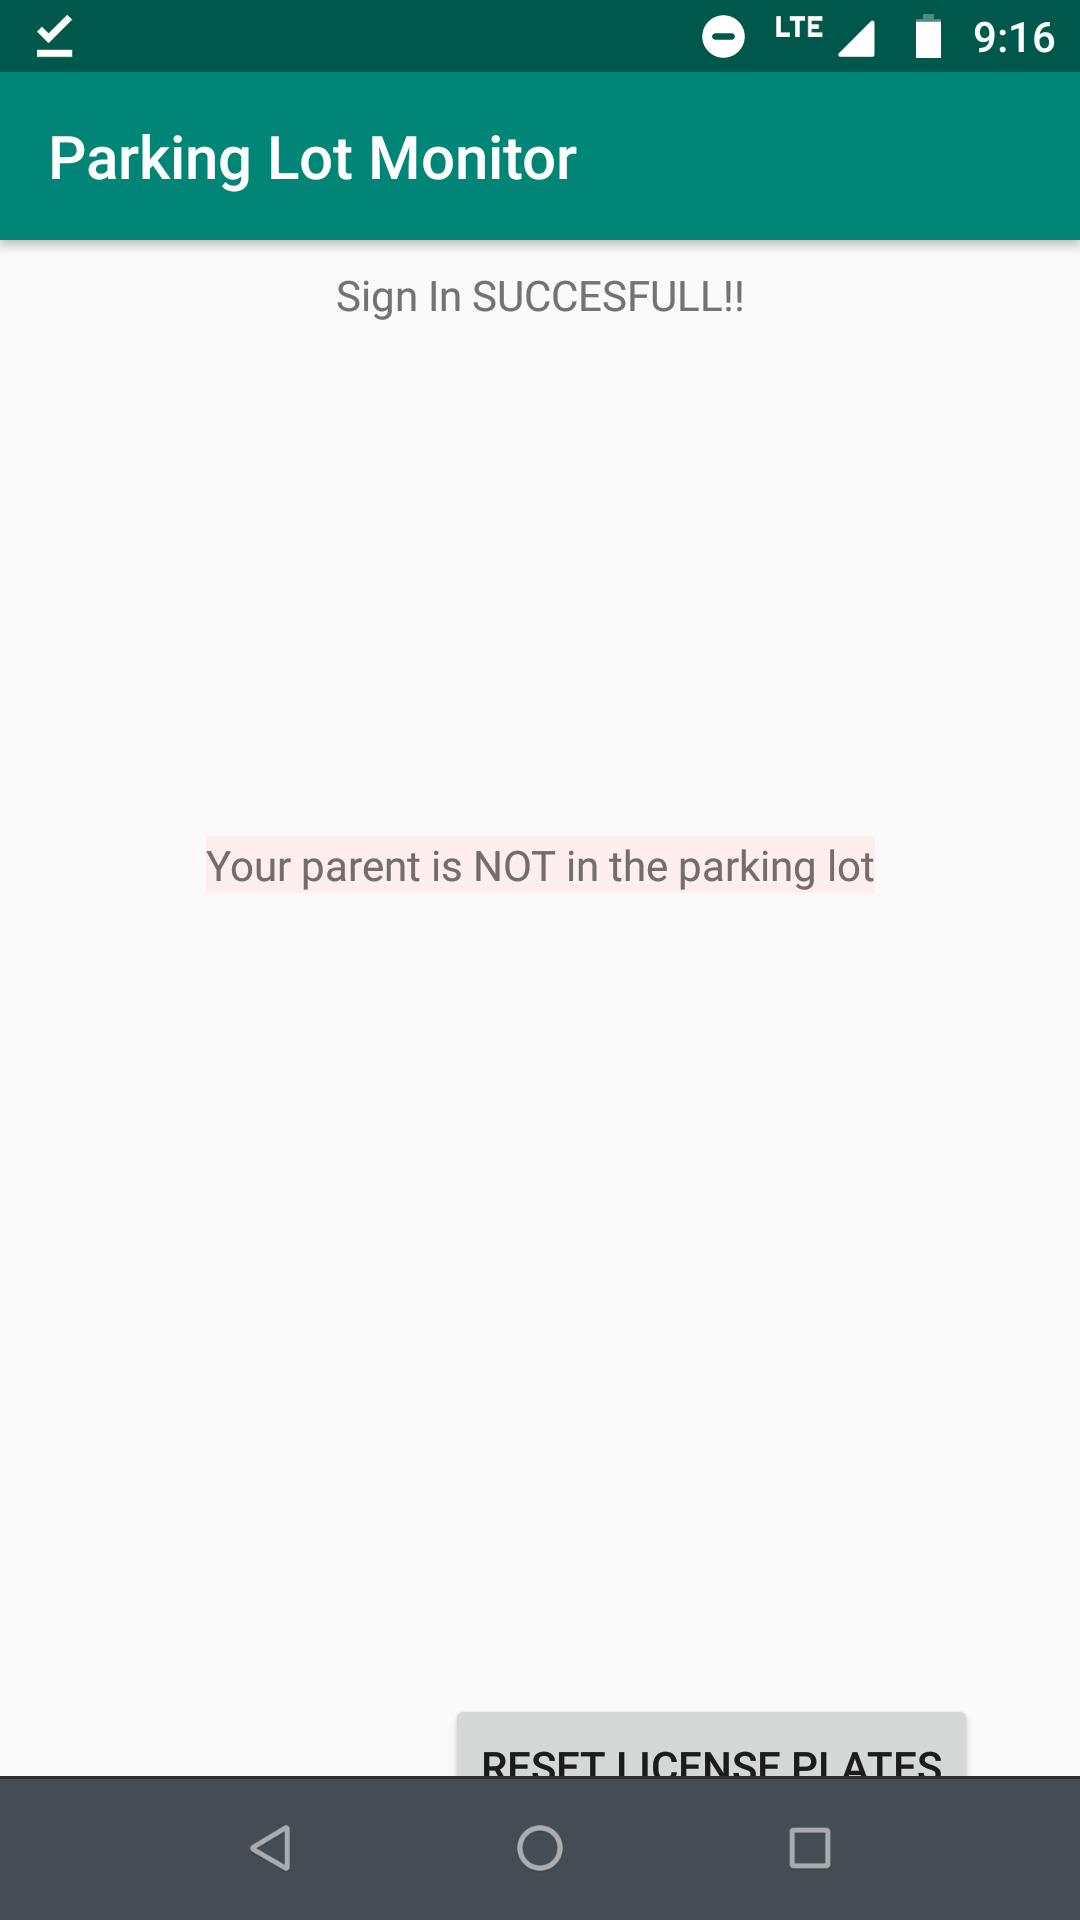 LTE 9:16
Parking Lot Monitor
Sign In SUCCESFULL!!
Your parent is NOT in the parking lot
RESET LICENSE PLATES